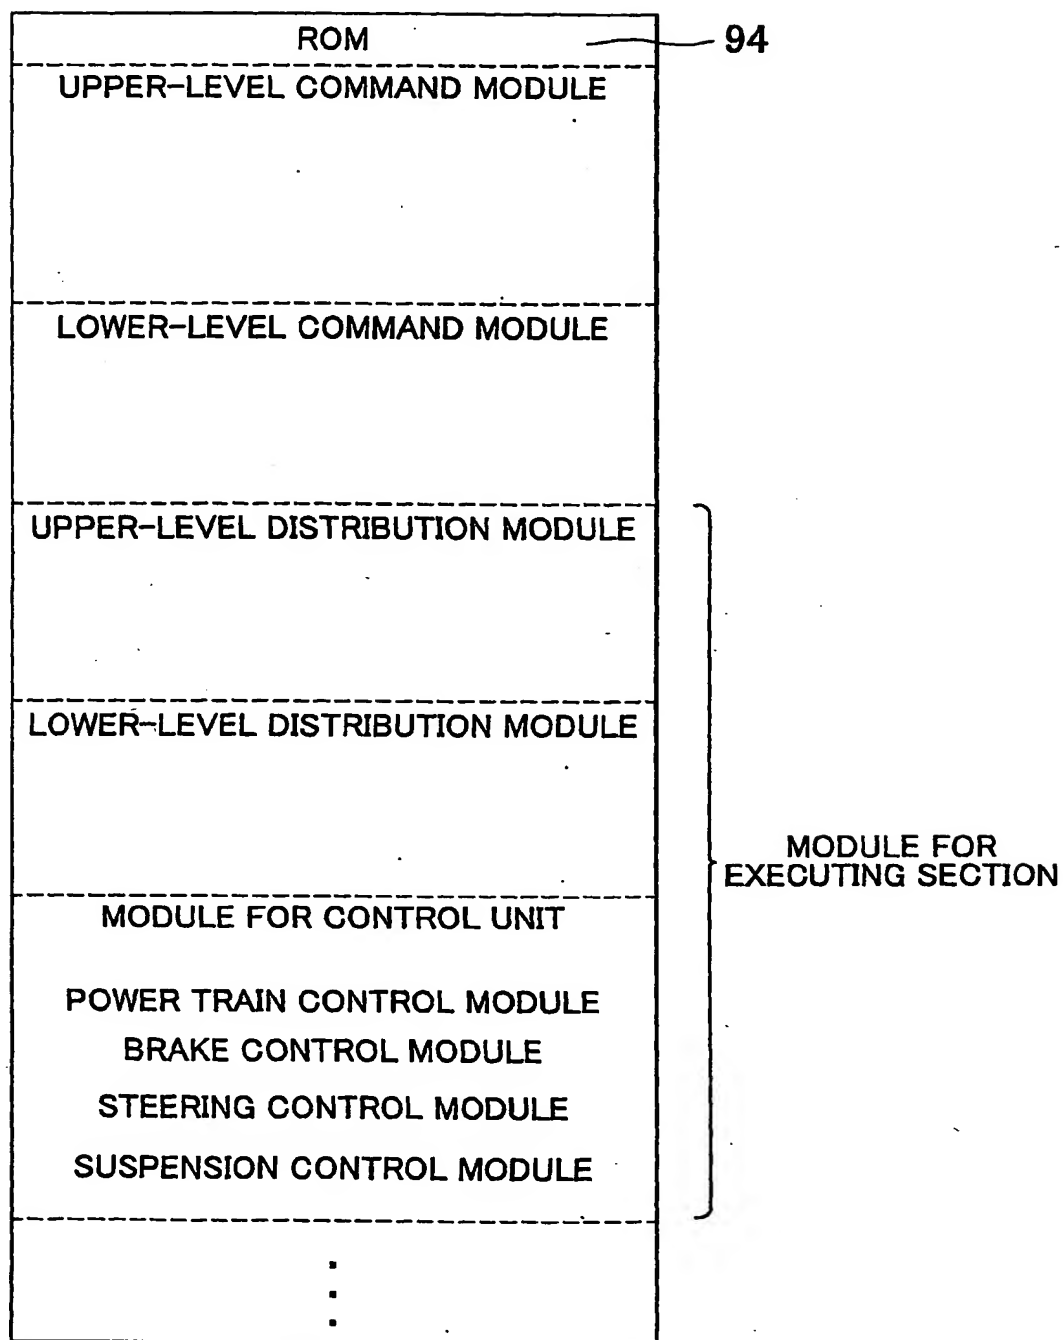 ROM
94
UPPER-LEVEL COMMAND MODULE
LOWER-LEVEL COMMAND MODULE
UPPER-LEVEL DISTRIBUTION MODULE
LOWER-LEVEL DISTRIBUTION MODULE
MODULE FOR
EXECUTING SECTION
MODULE FOR CONTROL UNIT
POWER TRAIN CONTROL MODULE
BRAKE CONTROL MODULE
STEERING CONTROL MODULE
SUSPENSION CONTROL MODULE